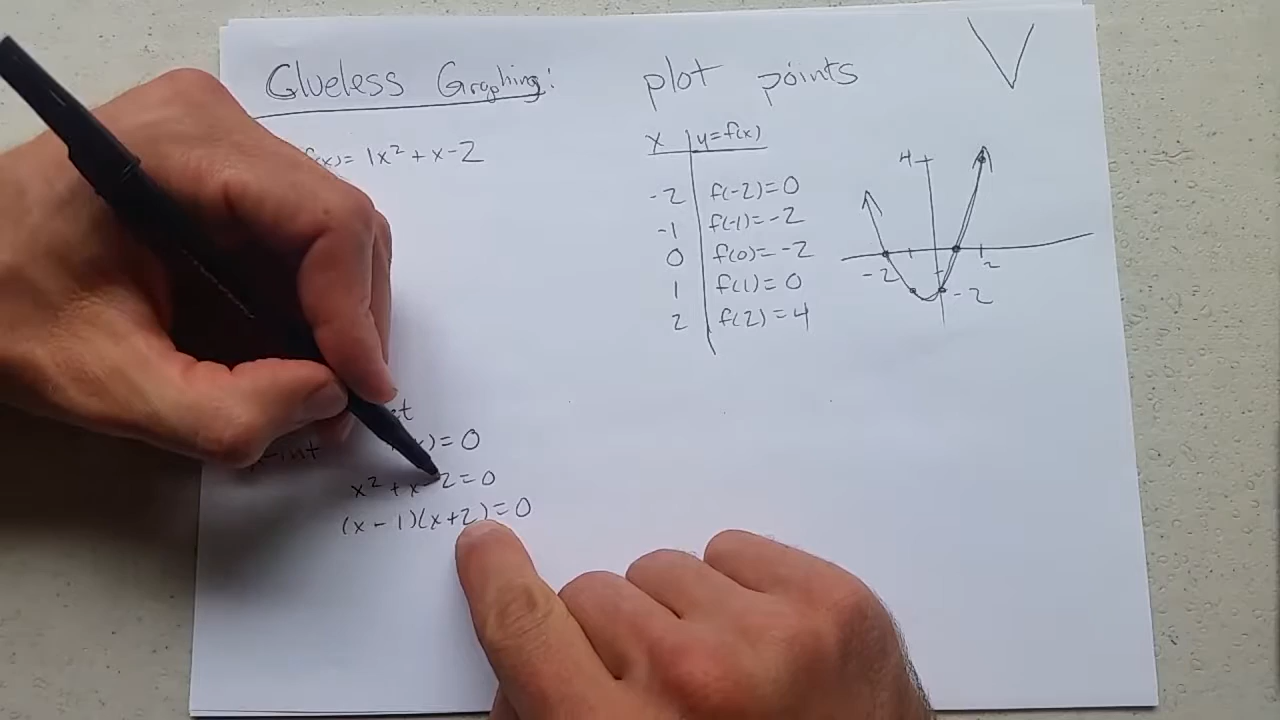 Clueless Graphing:
f(x)= 1x² + x - 2
plot points
x y=f(x)
-2 f(-2)=0
-1 f(-1)=-2
0 f(0)=-2
1 f(1)=0
2 f(2)=4
4
-2 2
-2
)=0
x² + x - 2 = 0
(x - 1)(x + 2) = 0